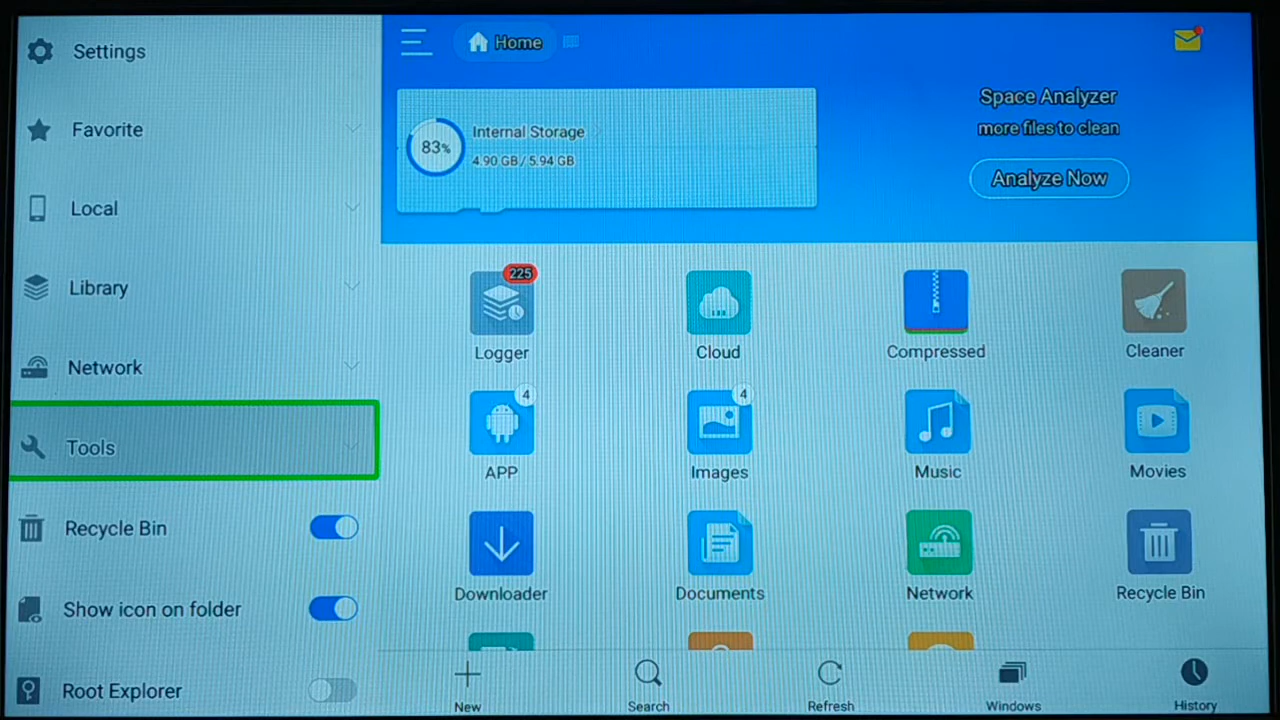 Settings
Favorite
Local
Library
Network
Tools
Recycle Bin
Show icon on folder
Root Explorer
Home
83%
Internal Storage
4.90 GB / 5.94 GB
Space Analyzer
more files to clean
Analyze Now
225
Logger
Cloud
Compressed
Cleaner
4
APP
4
Images
Music
Movies
Downloader
Documents
Network
Recycle Bin
New
Search
Refresh
Windows
History